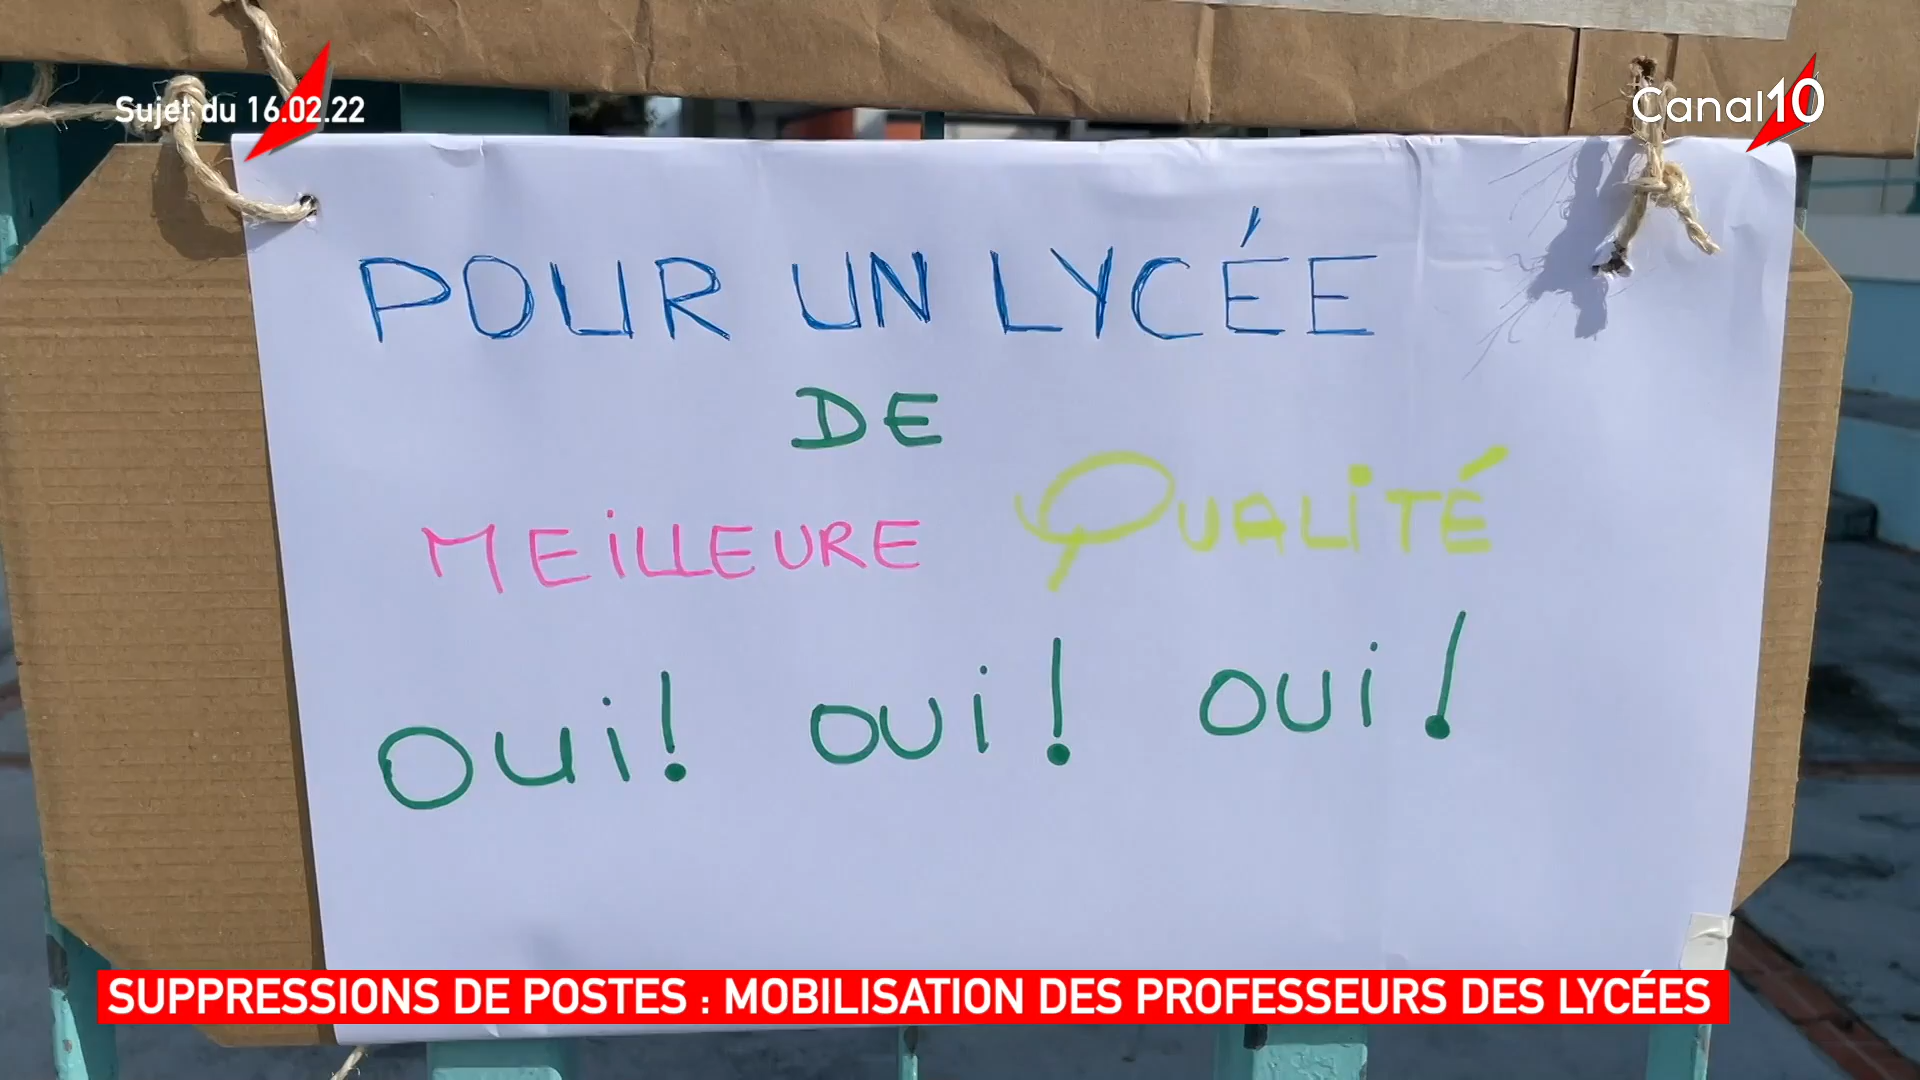 Sujet du 16.02.22
Canal10
POUR UN LYCÉE
DE
MEiLLEURE QUALiTÉ
OUi! OUi! OUi!
SUPPRESSIONS DE POSTES : MOBILISATION DES PROFESSEURS DES LYCÉES